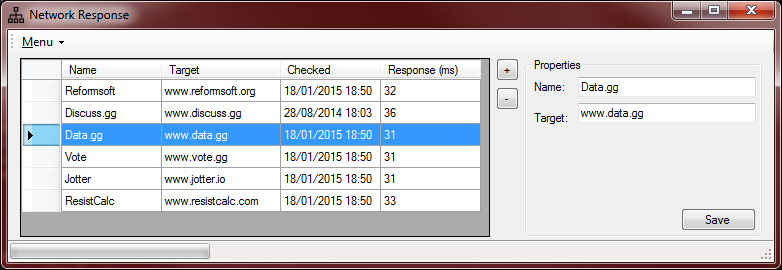 Network Response
Menu
Name Target Checked Response (ms)
Reformsoft www.reformsoft.org 18/01/2015 18:50 32
Discuss.gg www.discuss.gg 28/08/2014 18:03 36
Data.gg www.data.gg 18/01/2015 18:50 31
Vote www.vote.gg 18/01/2015 18:50 31
Jotter www.jotter.io 18/01/2015 18:50 31
ResistCalc www.resistcalc.com 18/01/2015 18:50 33
+
-
Properties
Name: Data.gg
Target: www.data.gg
Save